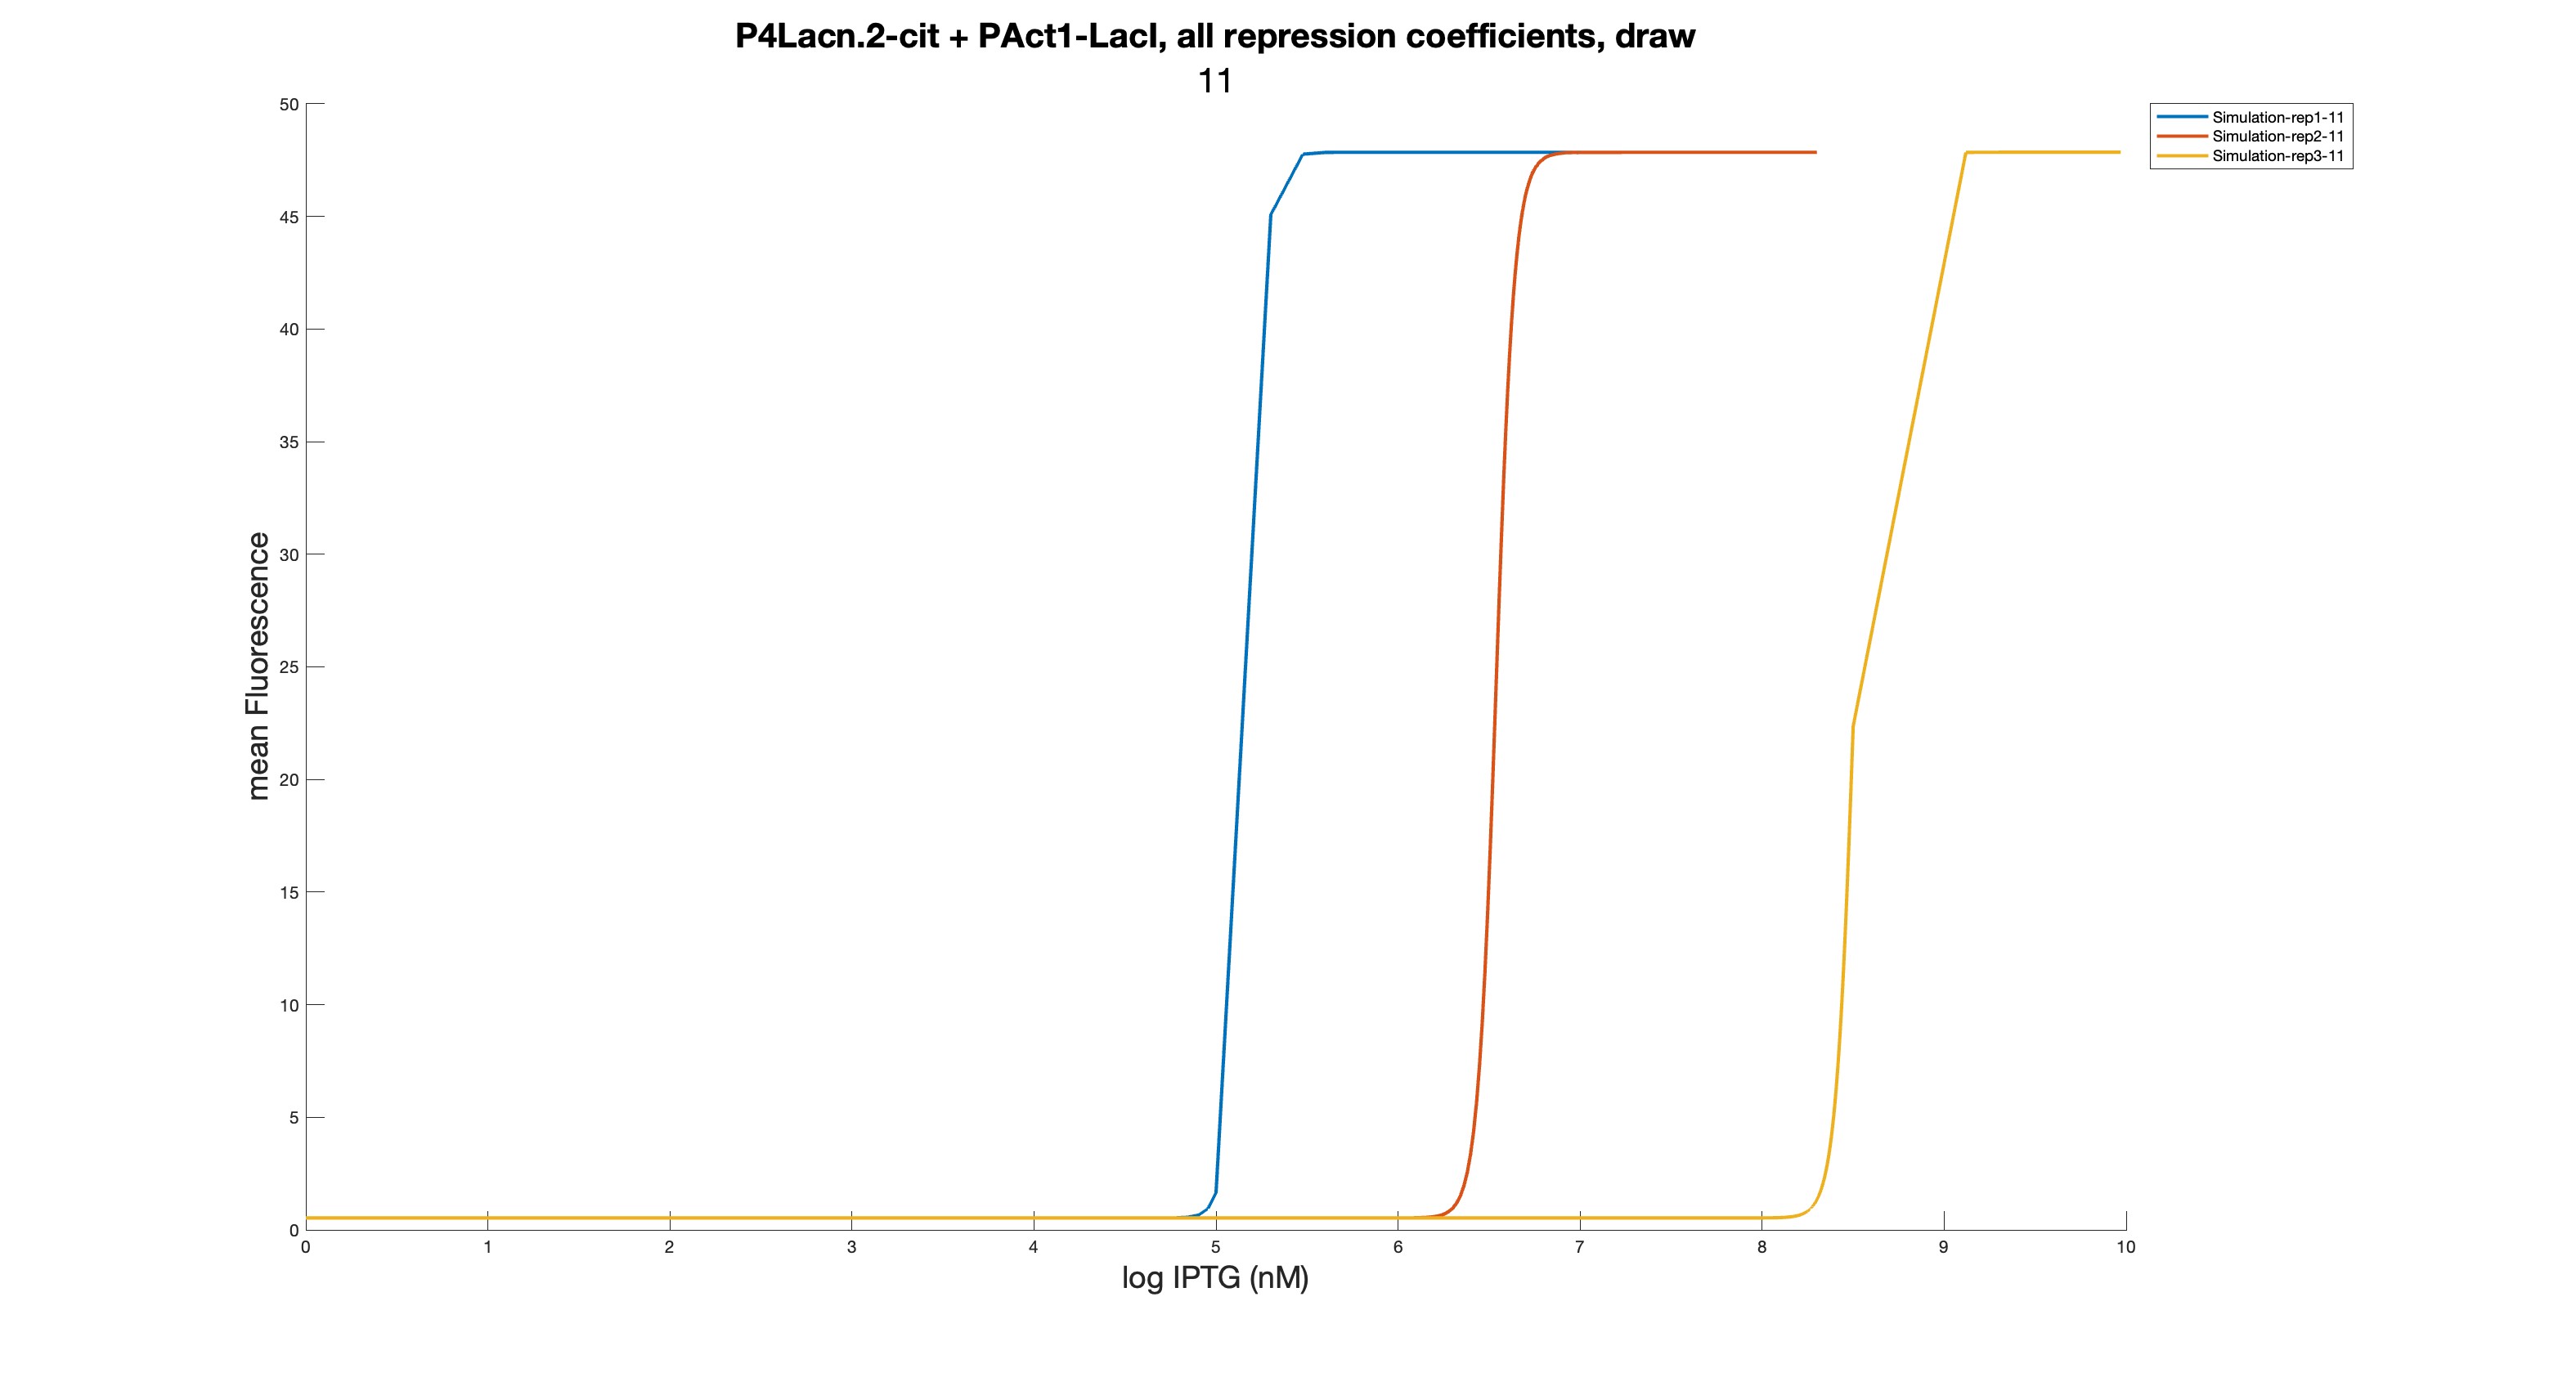 P4Lacn.2-cit + PAct1-LacI, all repression coefficients, draw
11
Simulation-rep1-11
Simulation-rep2-11
Simulation-rep3-11
mean Fluorescence
50
45
40
35
30
25
20
15
10
5
0
0 1 2 3 4 5 6 7 8 9 10
log IPTG (nM)